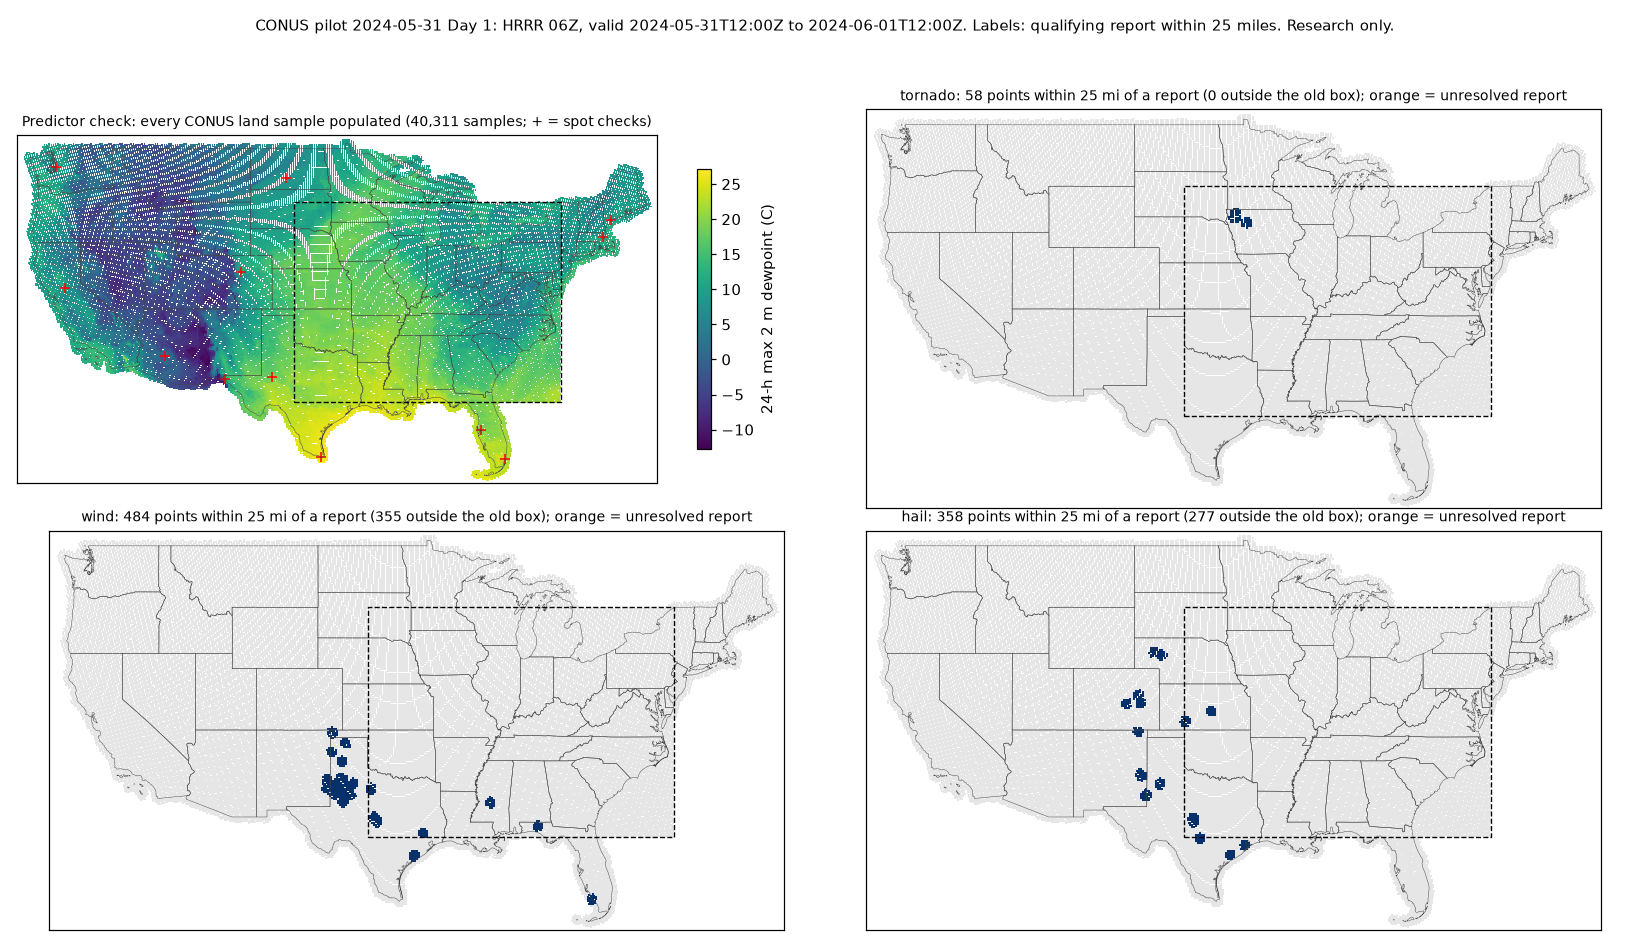 CONUS pilot 2024-05-31 Day 1: HRRR 06Z, valid 2024-05-31T12:00Z to 2024-06-01T12:00Z. Labels: qualifying report within 25 miles. Research only.
Predictor check: every CONUS land sample populated (40,311 samples; + = spot checks)
25
20
15
10
5
0
−5
−10
24-h max 2 m dewpoint (C)
tornado: 58 points within 25 mi of a report (0 outside the old box); orange = unresolved report
wind: 484 points within 25 mi of a report (355 outside the old box); orange = unresolved report
hail: 358 points within 25 mi of a report (277 outside the old box); orange = unresolved report